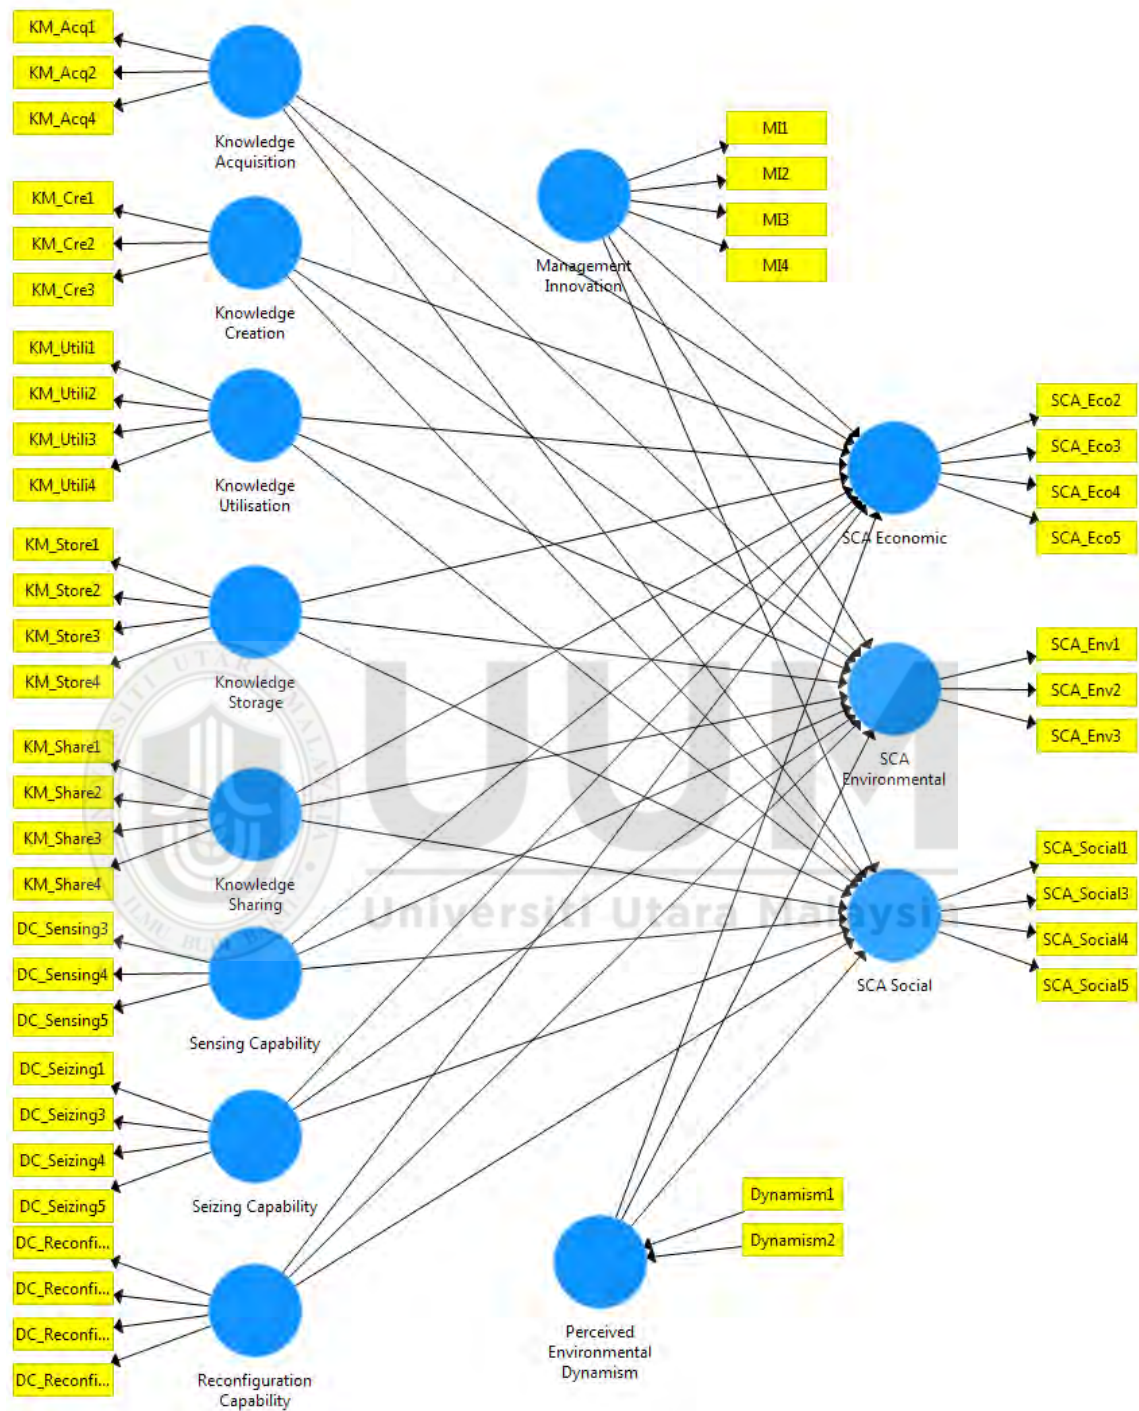 KM_Acq1
KM_Acq2
KM_Acq4
Knowledge
Acquisition
KM_Cre1
KM_Cre2
KM_Cre3
Knowledge
Creation
KM_Utili1
KM_Utili2
KM_Utili3
KM_Utili4
Knowledge
Utilisation
KM_Store1
KM_Store2
KM_Store3
KM_Store4
Knowledge
Storage
KM_Share1
KM_Share2
KM_Share3
KM_Share4
Knowledge
Sharing
DC_Sensing3
DC_Sensing4
DC_Sensing5
Sensing Capability
DC_Seizing1
DC_Seizing3
DC_Seizing4
DC_Seizing5
Seizing Capability
DC_Reconfi...
DC_Reconfi...
DC_Reconfi...
DC_Reconfi...
Reconfiguration
Capability
MI1
MI2
MI3
MI4
Management
Innovation
SCA_Eco2
SCA_Eco3
SCA_Eco4
SCA_Eco5
SCA Economic
SCA_Env1
SCA_Env2
SCA_Env3
SCA
Environmental
SCA_Social1
SCA_Social3
SCA_Social4
SCA_Social5
SCA Social
Dynamism1
Dynamism2
Perceived
Environmental
Dynamism
UUM
Universiti Utara Malaysia